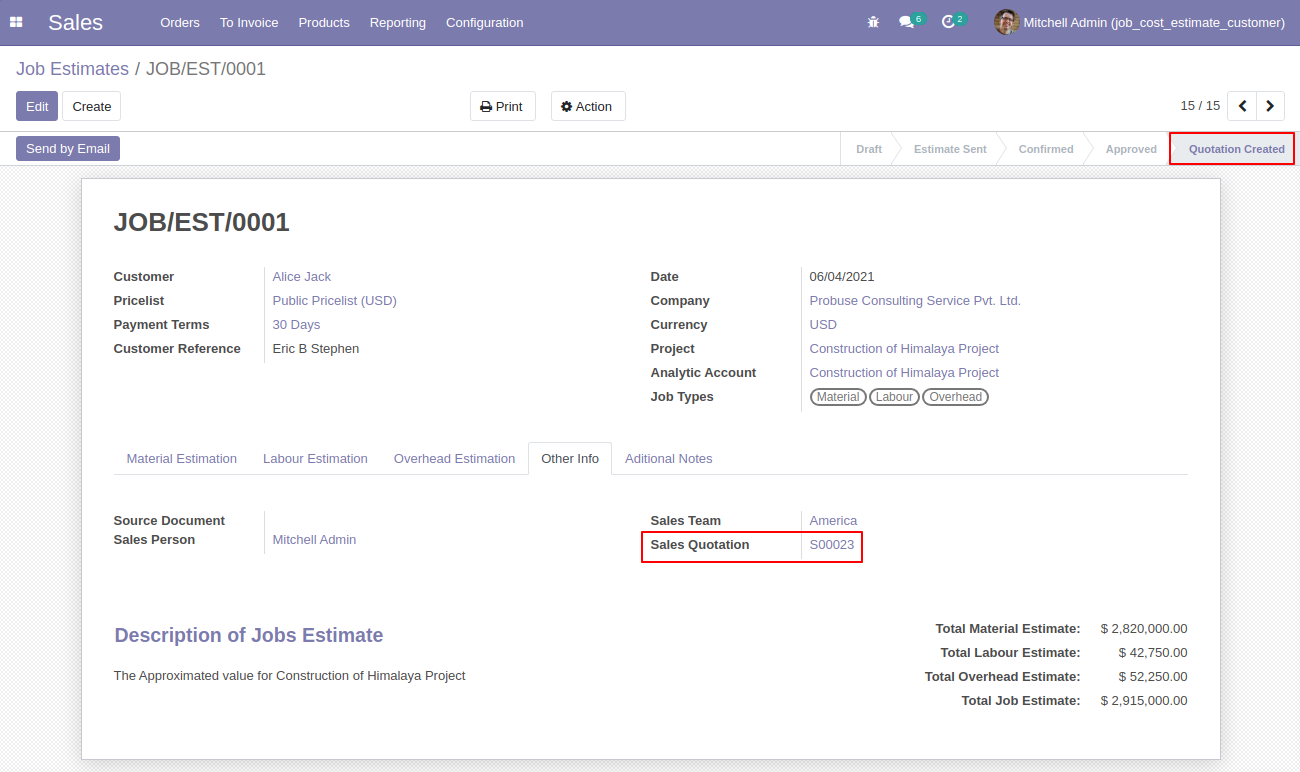 Sales Orders To Invoice Products Reporting Configuration 6 2 Mitchell Admin (job_cost_estimate_customer)
Job Estimates / JOB/EST/0001
Edit Create Print Action 15 / 15
Send by Email Draft Estimate Sent Confirmed Approved Quotation Created
JOB/EST/0001
Customer Alice Jack
Pricelist Public Pricelist (USD)
Payment Terms 30 Days
Customer Reference Eric B Stephen
Date 06/04/2021
Company Probuse Consulting Service Pvt. Ltd.
Currency USD
Project Construction of Himalaya Project
Analytic Account Construction of Himalaya Project
Job Types Material Labour Overhead
Material Estimation Labour Estimation Overhead Estimation Other Info Aditional Notes
Source Document
Sales Person Mitchell Admin
Sales Team America
Sales Quotation S00023
Description of Jobs Estimate
The Approximated value for Construction of Himalaya Project
Total Material Estimate: $ 2,820,000.00
Total Labour Estimate: $ 42,750.00
Total Overhead Estimate: $ 52,250.00
Total Job Estimate: $ 2,915,000.00